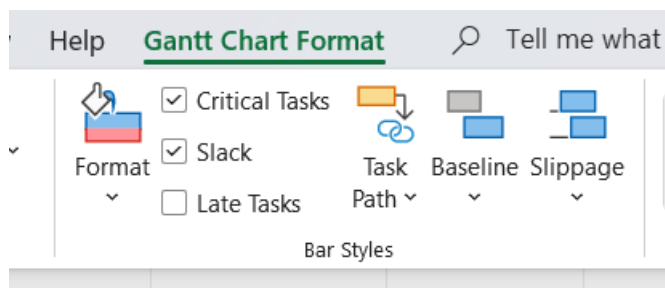 Help Gantt Chart Format Tell me what
Critical Tasks
Slack
Late Tasks
Format
Task Path
Baseline
Slippage
Bar Styles